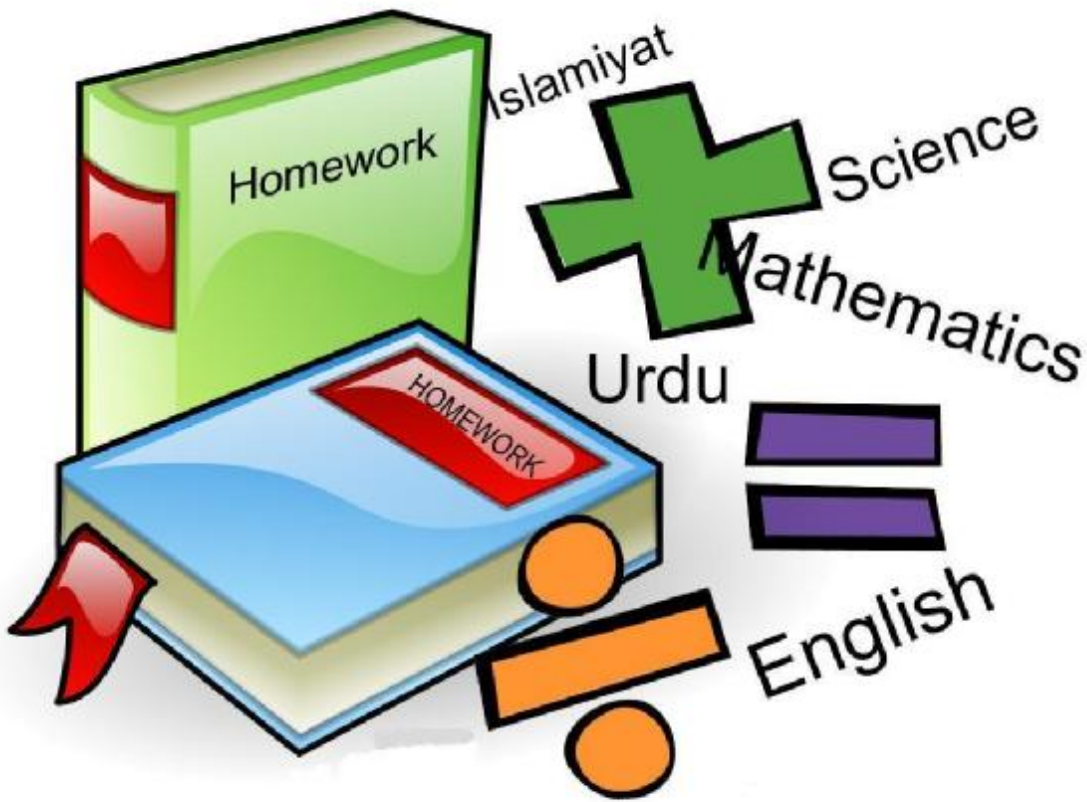 Islamiyat
Homework
Science
Mathematics
Urdu
HOMEWORK
English